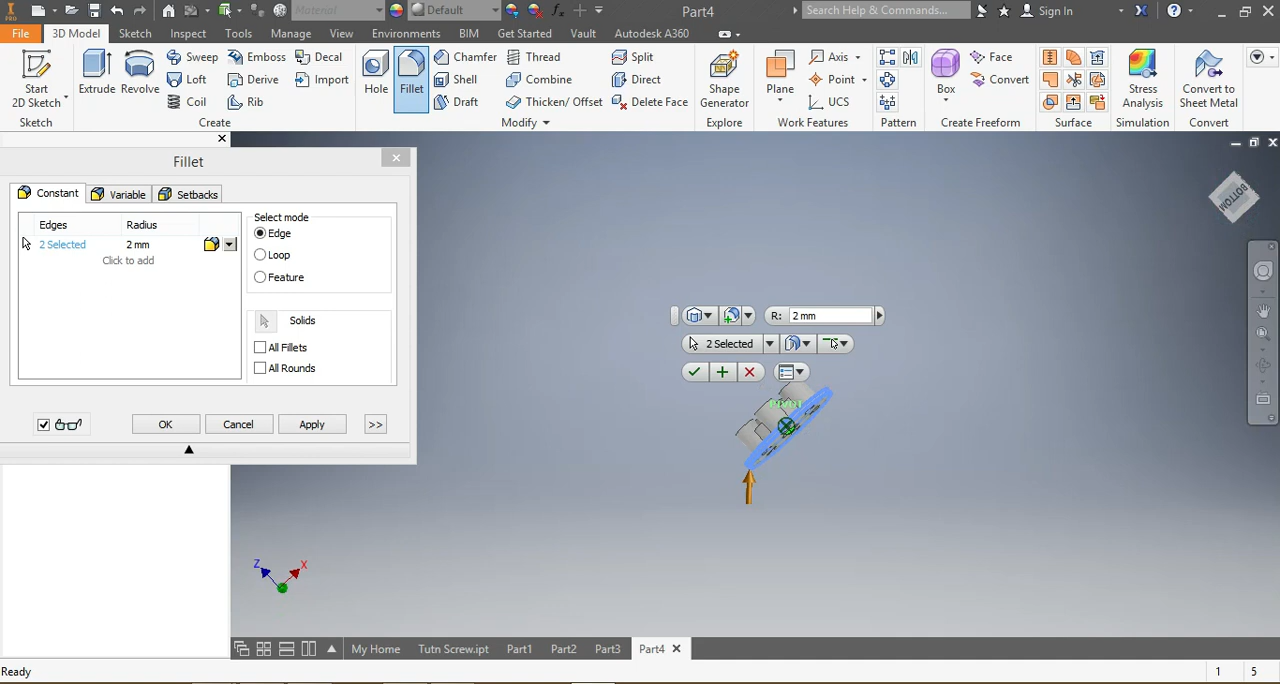 Material Default Part4 Search Help & Commands... Sign In
PRO
File 3D Model Sketch Inspect Tools Manage View Environments BIM Get Started Vault Autodesk A360
Start 2D Sketch Extrude Revolve Sweep Emboss Decal Hole Fillet Chamfer Thread Split Shape Generator Plane Axis Box Face Stress Analysis Convert to Sheet Metal
Loft Derive Import Shell Combine Direct Point Convert
Coil Rib Draft Thicken/ Offset Delete Face UCS
Sketch Create Modify Explore Work Features Pattern Create Freeform Surface Simulation Convert
Fillet
Constant Variable Setbacks
Edges Radius
2 Selected 2 mm
Click to add
Select mode
Edge
Loop
Feature
Solids
All Fillets
All Rounds
OK Cancel Apply >>
BOTTOM
R: 2 mm
2 Selected
PIVOT
Z X
My Home Tutn Screw.ipt Part1 Part2 Part3 Part4
Ready 1 5